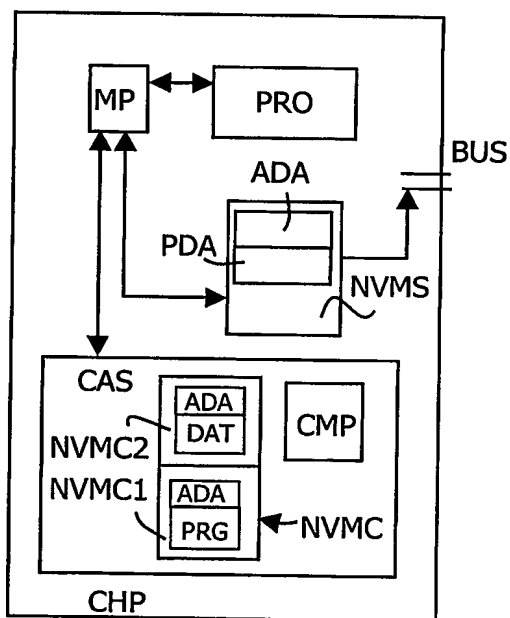 MP
PRO
BUS
ADA
PDA
NVMS
CAS
ADA
DAT
CMP
NVMC2
NVMC1
ADA
PRG
NVMC
CHP